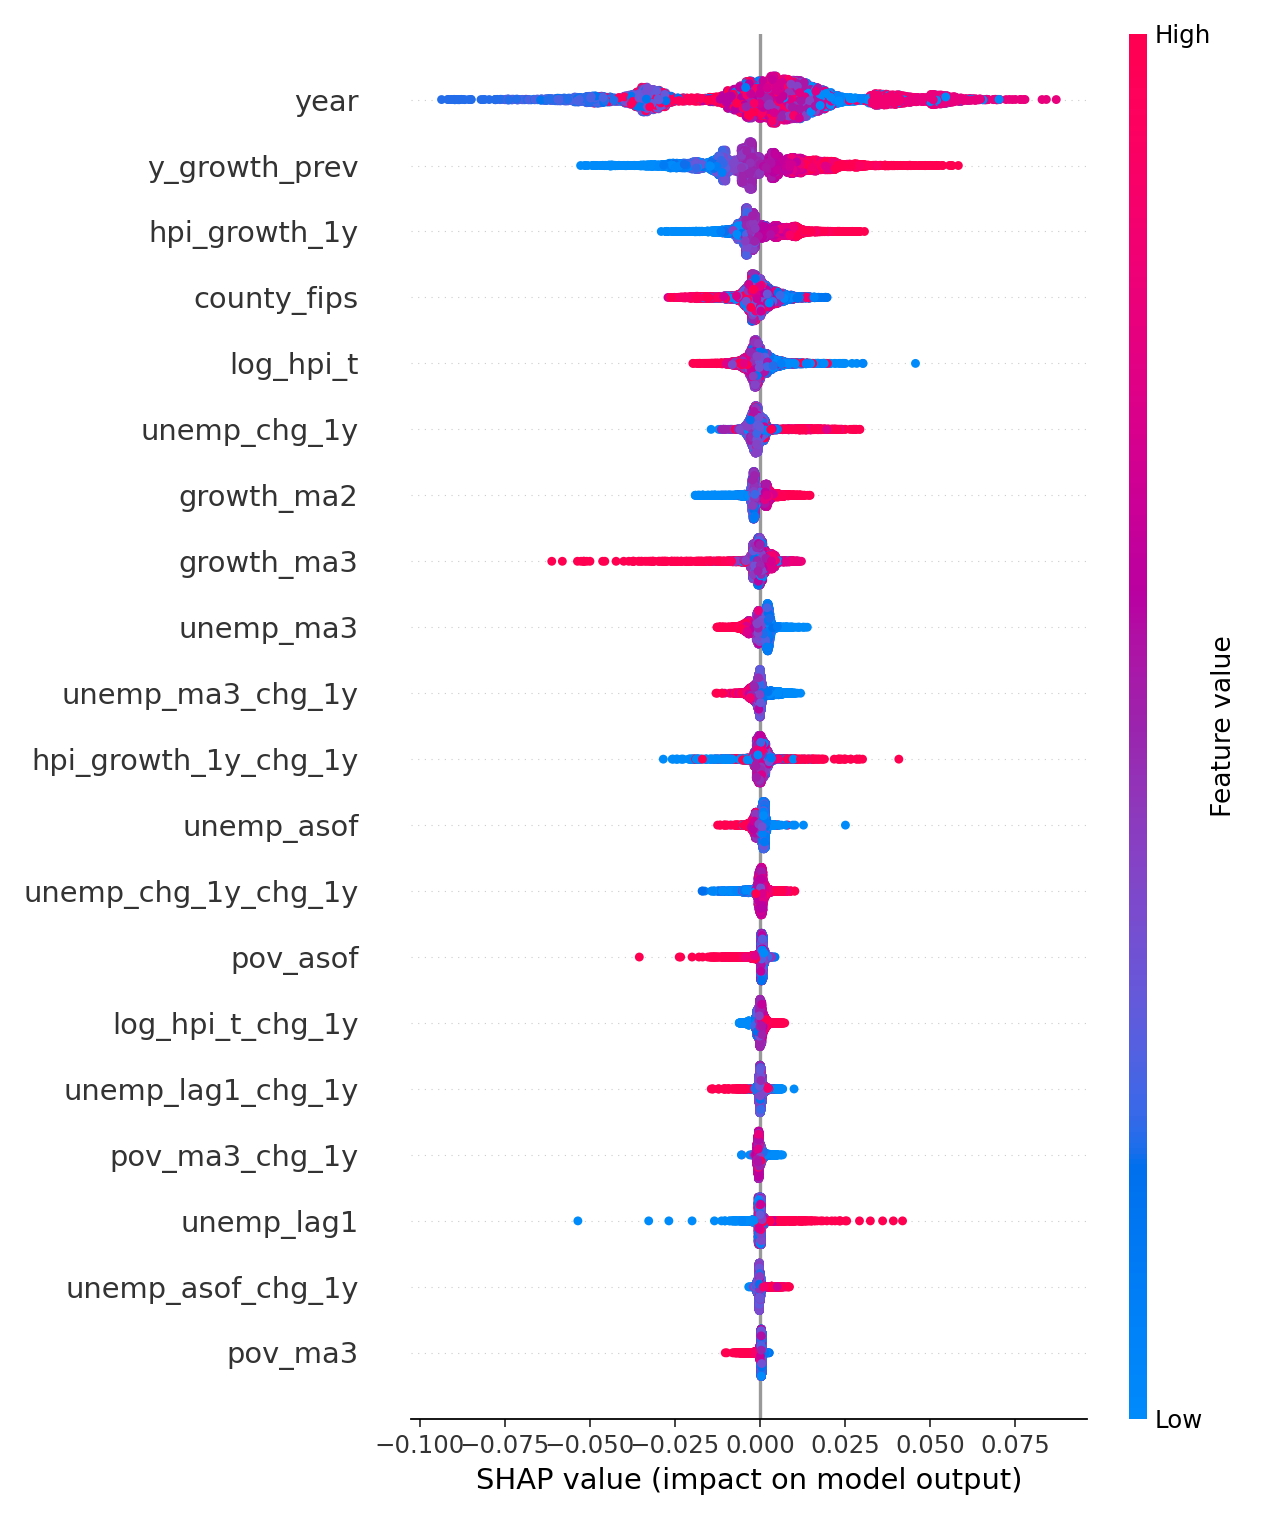 High
year
y_growth_prev
hpi_growth_1y
county_fips
log_hpi_t
unemp_chg_1y
growth_ma2
growth_ma3
unemp_ma3
unemp_ma3_chg_1y
hpi_growth_1y_chg_1y
unemp_asof
unemp_chg_1y_chg_1y
pov_asof
log_hpi_t_chg_1y
unemp_lag1_chg_1y
pov_ma3_chg_1y
unemp_lag1
unemp_asof_chg_1y
pov_ma3
Feature value
Low
−0.100 −0.075 −0.050 −0.025 0.000 0.025 0.050 0.075
SHAP value (impact on model output)